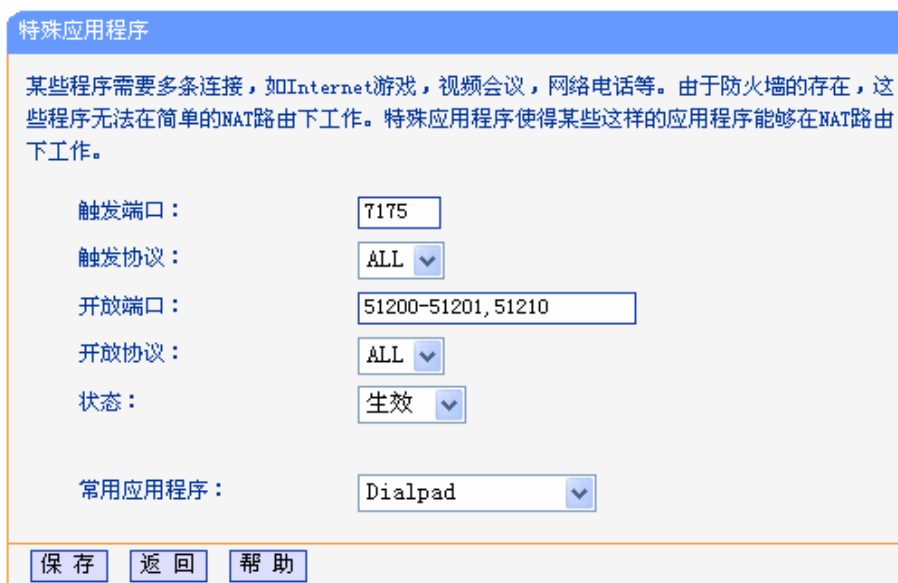 特殊应用程序
某些程序需要多条连接，如Internet游戏，视频会议，网络电话等。由于防火墙的存在，这
些程序无法在简单的NAT路由下工作。特殊应用程序使得某些这样的应用程序能够在NAT路由
下工作。
触发端口： 7175
触发协议： ALL
开放端口： 51200-51201,51210
开放协议： ALL
状态： 生效
常用应用程序： Dialpad
保 存 返 回 帮 助